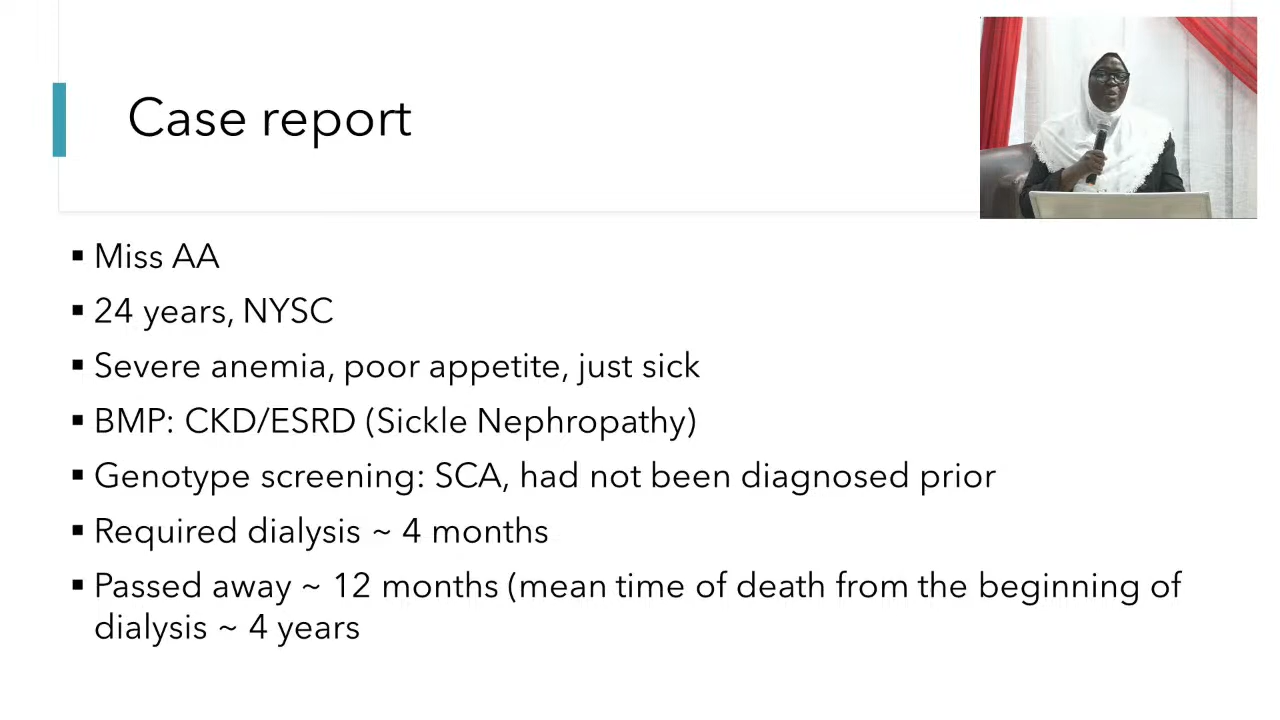 Case report
▪ Miss AA
▪ 24 years, NYSC
▪ Severe anemia, poor appetite, just sick
▪ BMP: CKD/ESRD (Sickle Nephropathy)
▪ Genotype screening: SCA, had not been diagnosed prior
▪ Required dialysis ~ 4 months
▪ Passed away ~ 12 months (mean time of death from the beginning of
dialysis ~ 4 years